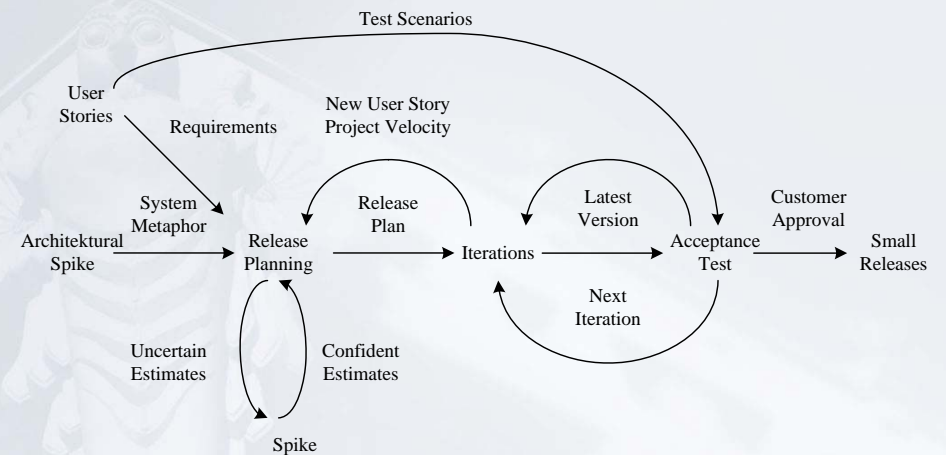 Test Scenarios
User
Stories
Requirements
New User Story
Project Velocity
System
Metaphor
Release
Plan
Latest
Version
Customer
Approval
Architektural
Spike
Release
Planning
Iterations
Acceptance
Test
Small
Releases
Next
Iteration
Uncertain
Estimates
Confident
Estimates
Spike